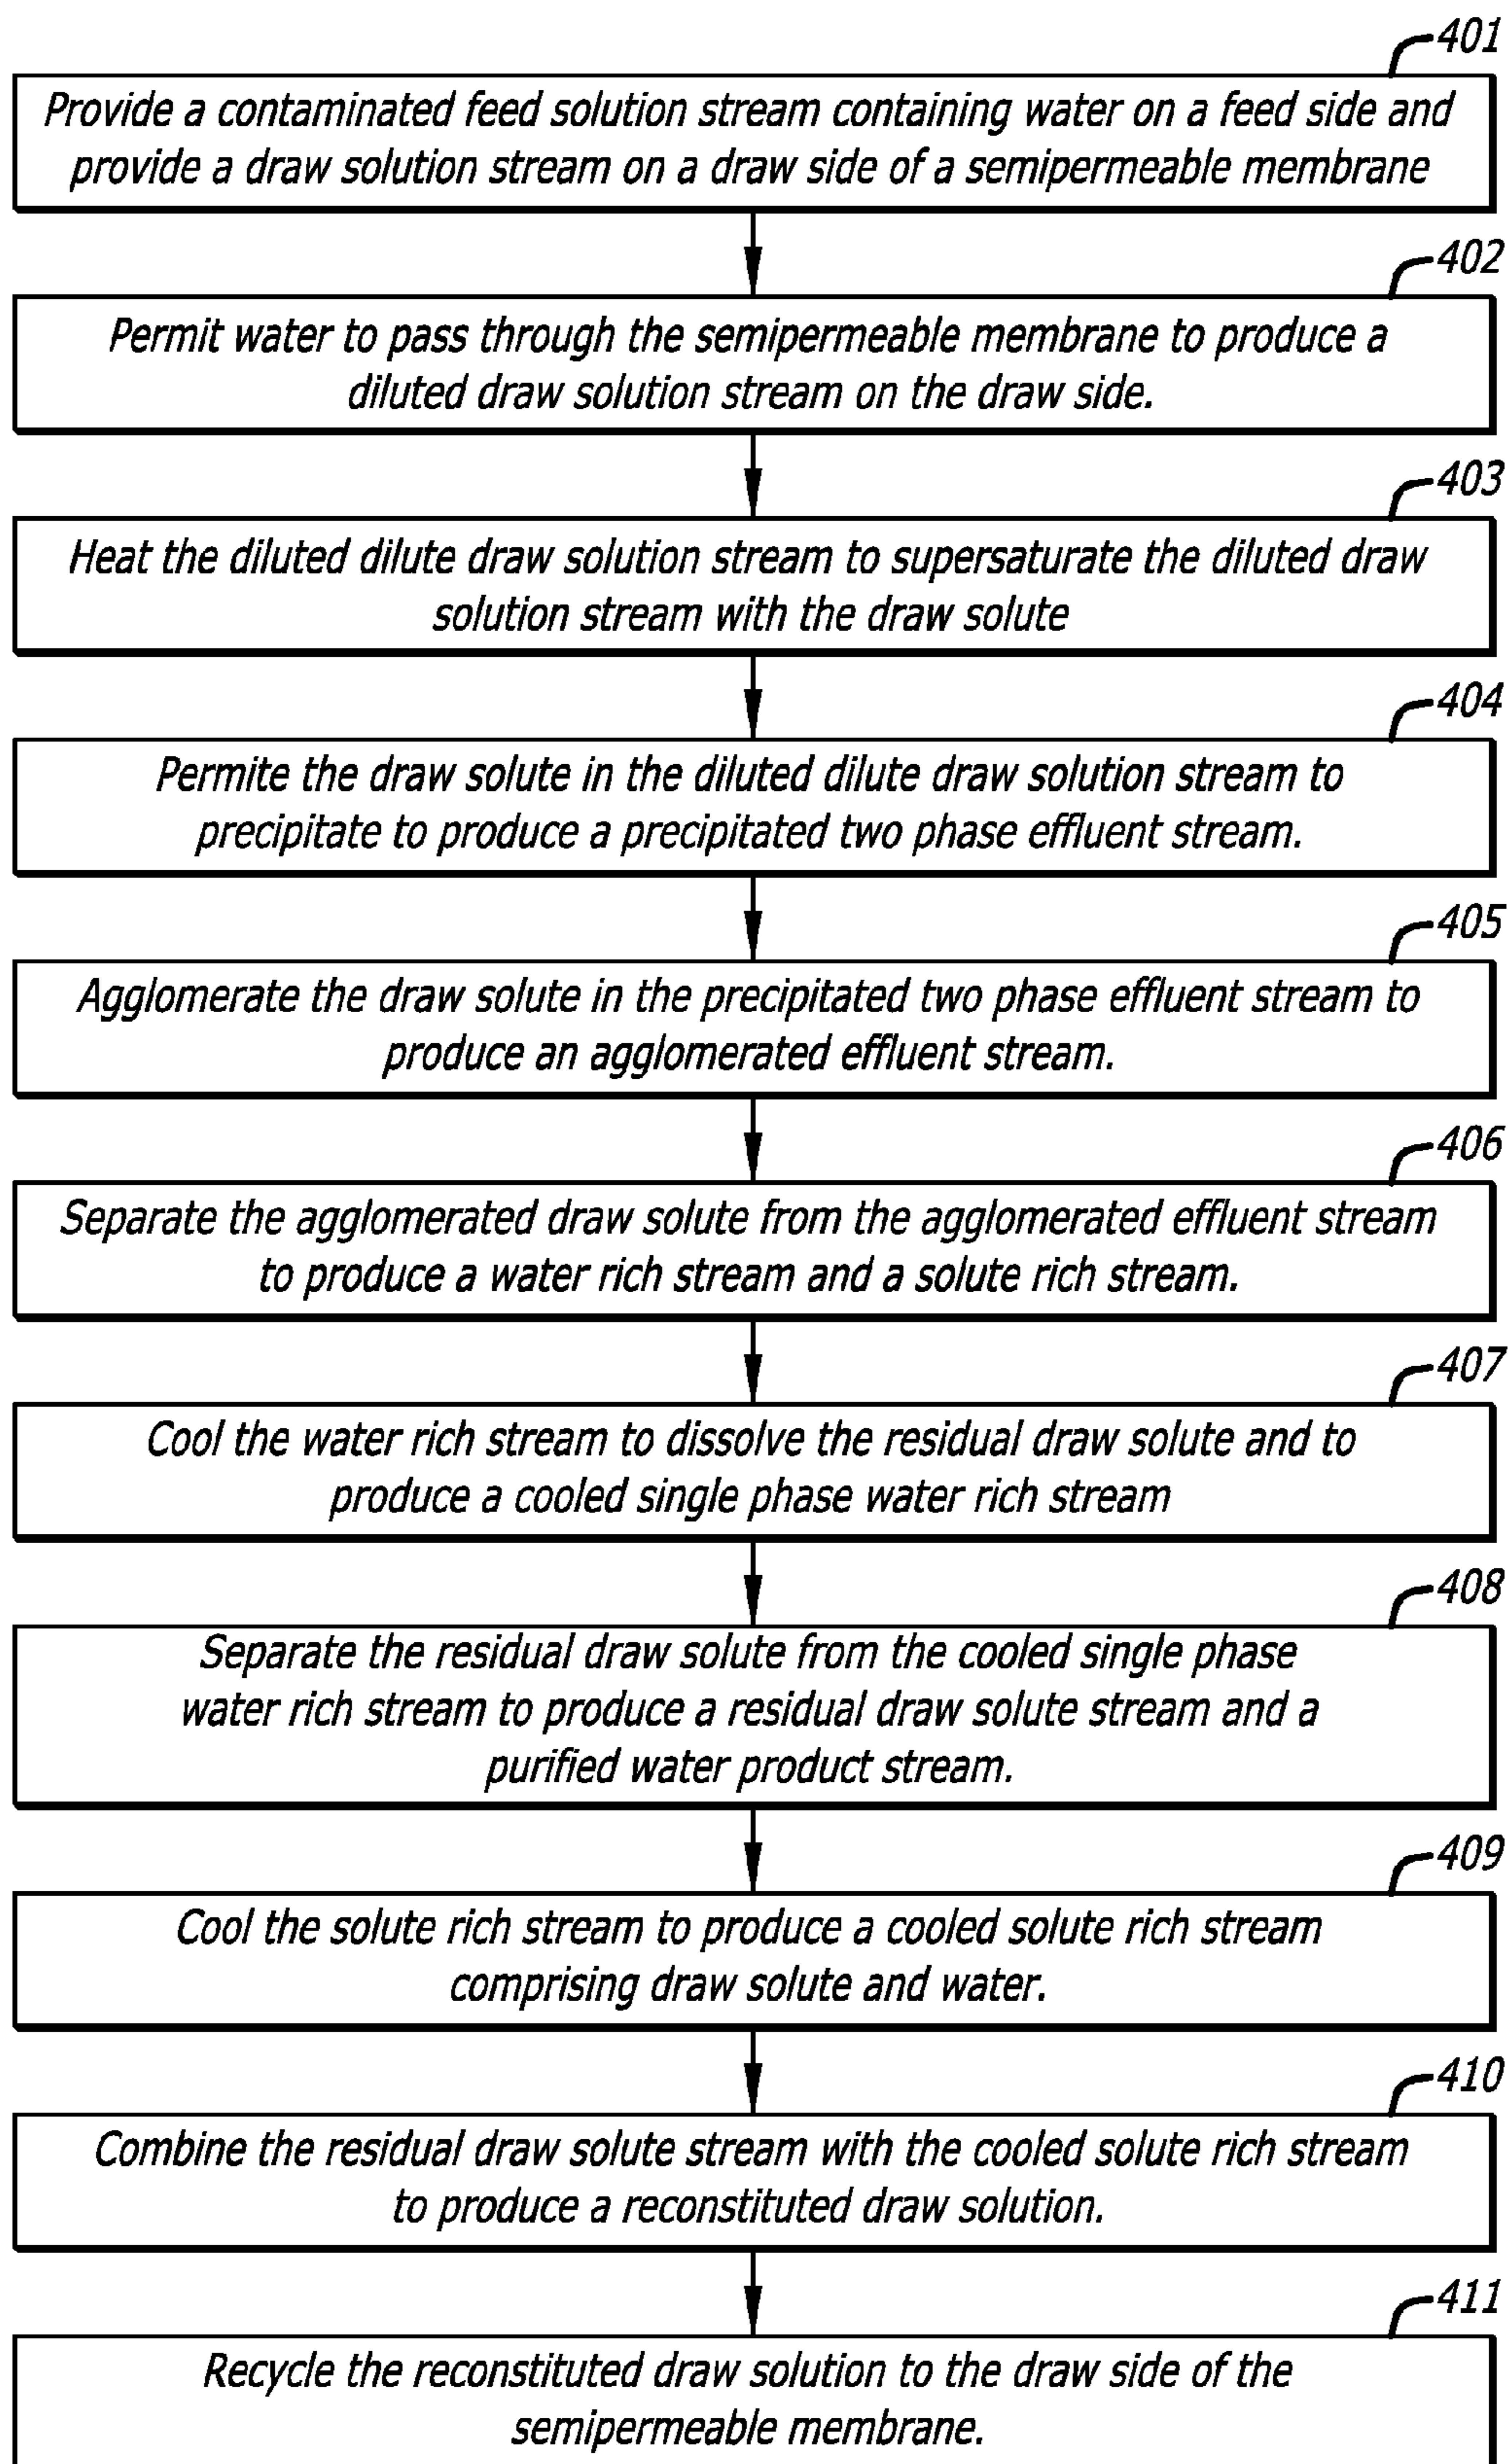 401
Provide a contaminated feed solution stream containing water on a feed side and
provide a draw solution stream on a draw side of a semipermeable membrane
402
Permit water to pass through the semipermeable membrane to produce a
diluted draw solution stream on the draw side.
403
Heat the diluted dilute draw solution stream to supersaturate the diluted draw
solution stream with the draw solute
404
Permite the draw solute in the diluted dilute draw solution stream to
precipitate to produce a precipitated two phase effluent stream.
405
Agglomerate the draw solute in the precipitated two phase effluent stream to
produce an agglomerated effluent stream.
406
Separate the agglomerated draw solute from the agglomerated effluent stream
to produce a water rich stream and a solute rich stream.
407
Cool the water rich stream to dissolve the residual draw solute and to
produce a cooled single phase water rich stream
408
Separate the residual draw solute from the cooled single phase
water rich stream to produce a residual draw solute stream and a
purified water product stream.
409
Cool the solute rich stream to produce a cooled solute rich stream
comprising draw solute and water.
410
Combine the residual draw solute stream with the cooled solute rich stream
to produce a reconstituted draw solution.
411
Recycle the reconstituted draw solution to the draw side of the
semipermeable membrane.